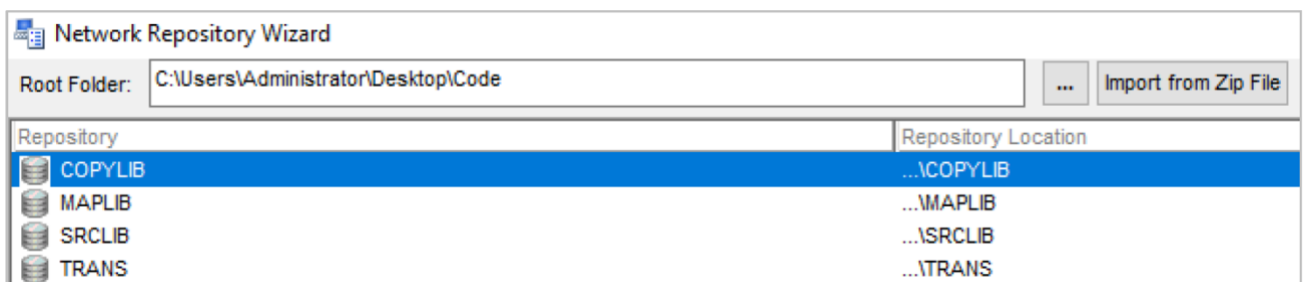 Network Repository Wizard
Root Folder: C:\Users\Administrator\Desktop\Code ... Import from Zip File
Repository Repository Location
COPYLIB ...\COPYLIB
MAPLIB ...\MAPLIB
SRCLIB ...\SRCLIB
TRANS ...\TRANS